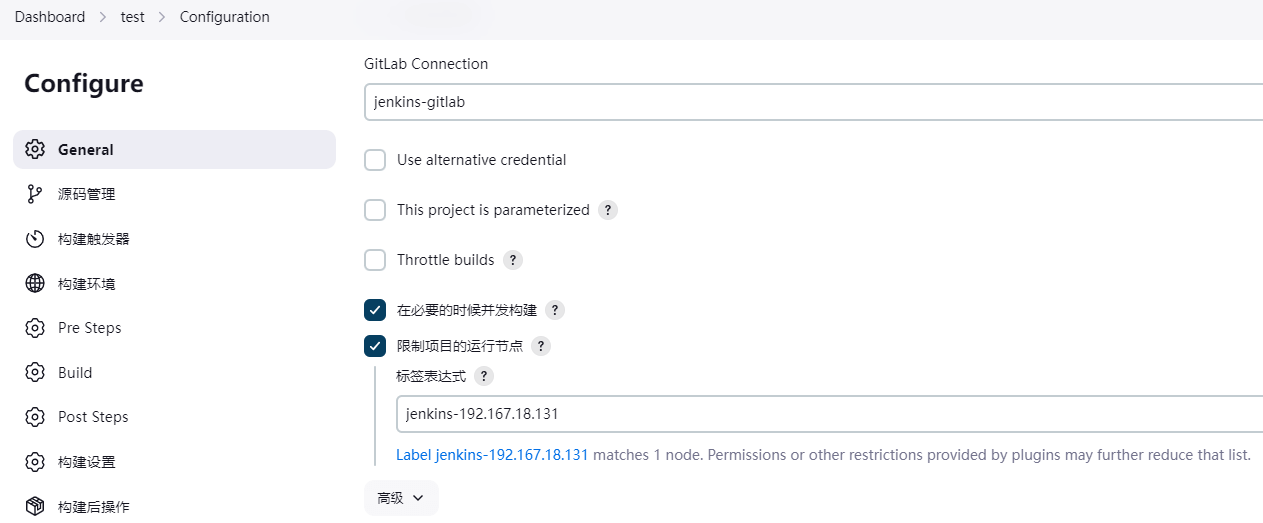 Dashboard > test > Configuration
Configure
General
源码管理
构建触发器
构建环境
Pre Steps
Build
Post Steps
构建设置
构建后操作
GitLab Connection
jenkins-gitlab
Use alternative credential
This project is parameterized ?
Throttle builds ?
在必要的时候并发构建 ?
限制项目的运行节点 ?
标签表达式 ?
jenkins-192.167.18.131
Label jenkins-192.167.18.131 matches 1 node. Permissions or other restrictions provided by plugins may further reduce that list.
高级